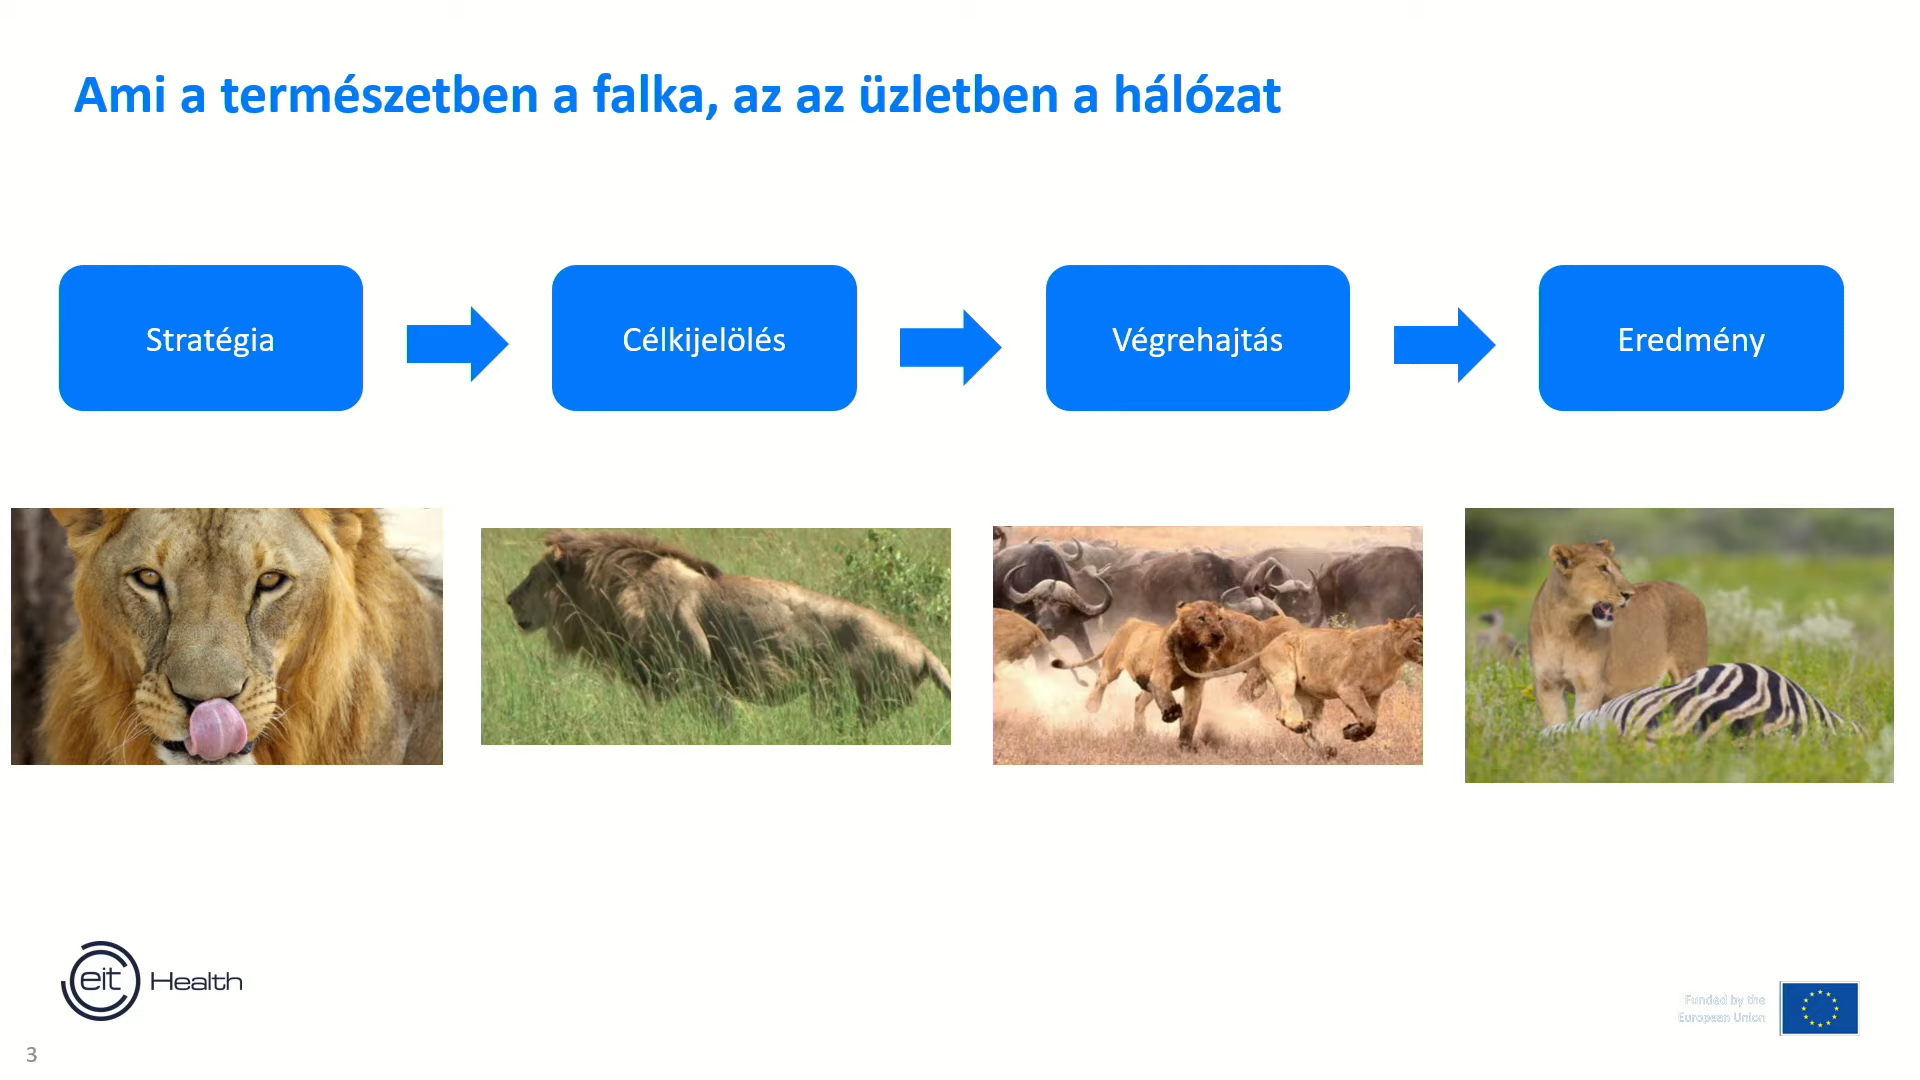 Ami a természetben a falka, az az üzletben a hálózat
Stratégia
Célkijelölés
Végrehajtás
Eredmény
eit Health
Funded by the
European Union
3